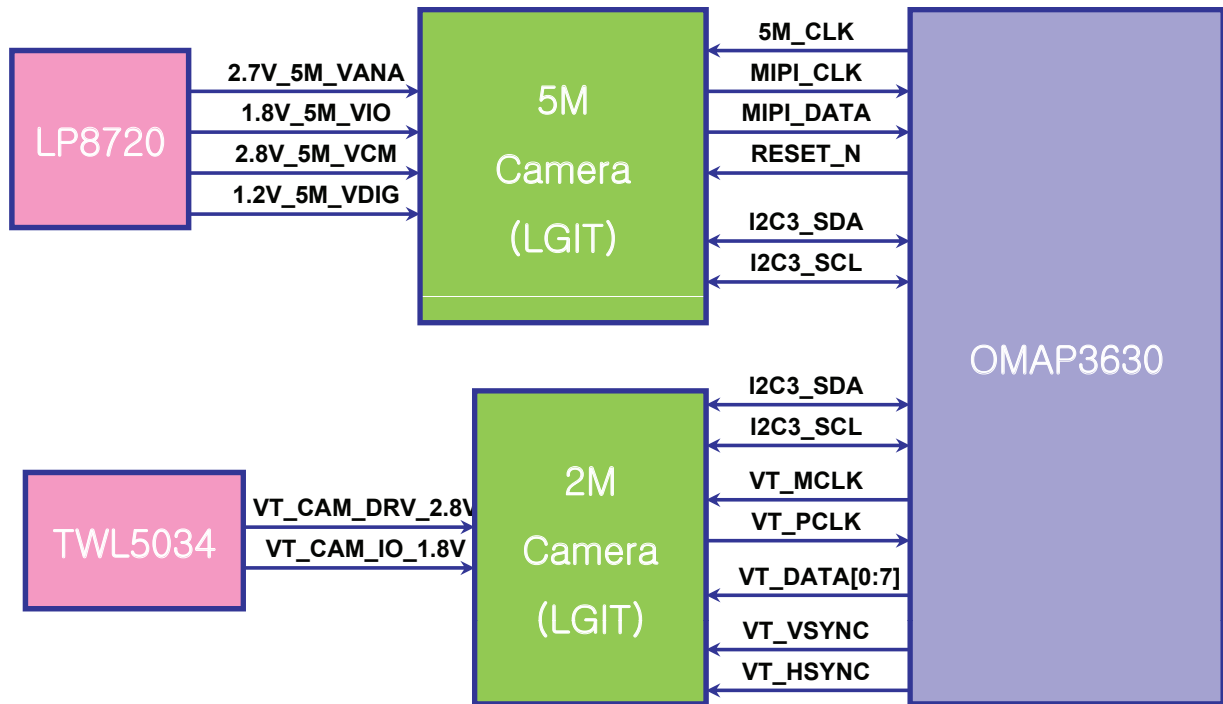 LP8720
2.7V_5M_VANA
1.8V_5M_VIO
2.8V_5M_VCM
1.2V_5M_VDIG
5M
Camera
(LGIT)
5M_CLK
MIPI_CLK
MIPI_DATA
RESET_N
I2C3_SDA
I2C3_SCL
OMAP3630
TWL5034
VT_CAM_DRV_2.8V
VT_CAM_IO_1.8V
2M
Camera
(LGIT)
I2C3_SDA
I2C3_SCL
VT_MCLK
VT_PCLK
VT_DATA[0:7]
VT_VSYNC
VT_HSYNC